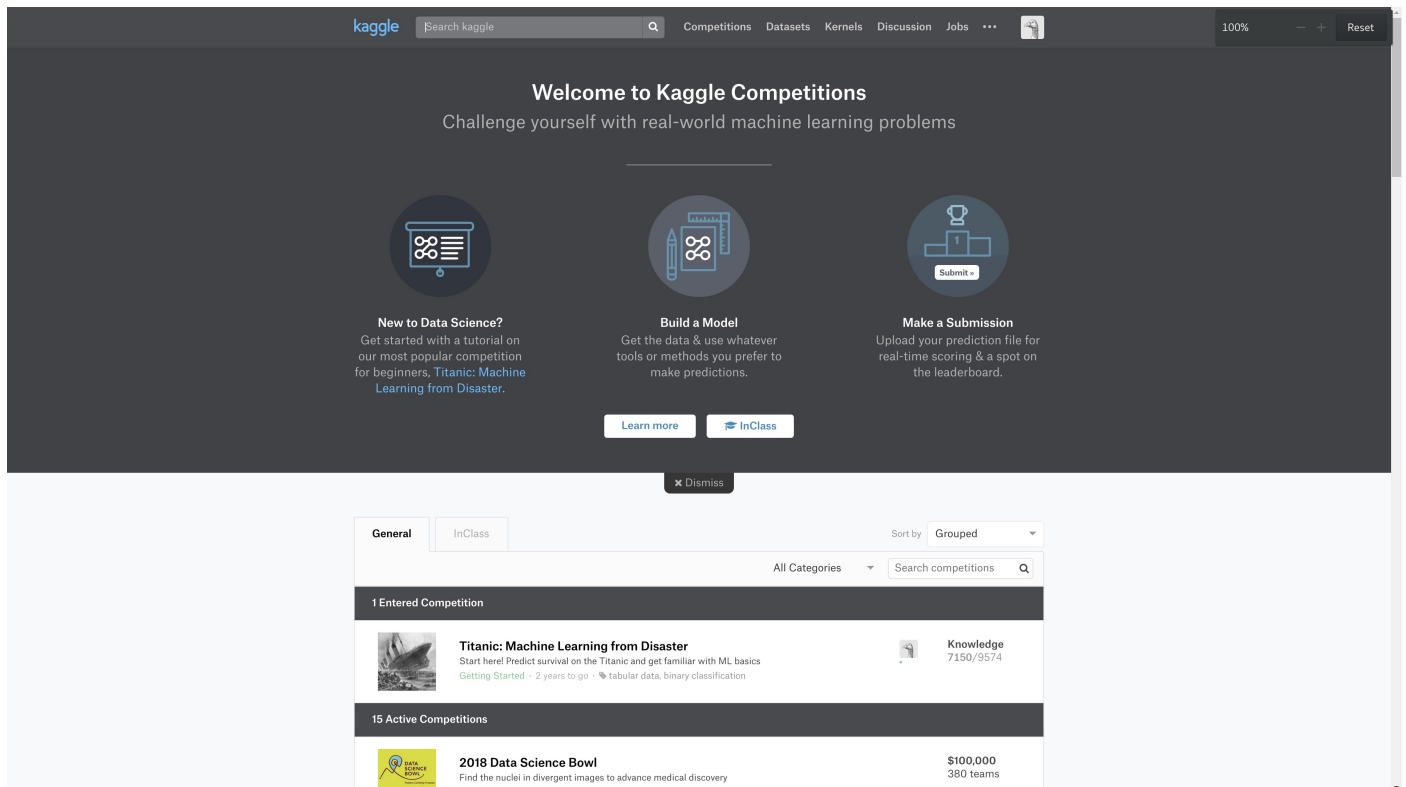 kaggle
Search kaggle
Competitions Datasets Kernels Discussion Jobs
100% − + Reset
Welcome to Kaggle Competitions
Challenge yourself with real-world machine learning problems
1
Submit »
New to Data Science?
Get started with a tutorial on
our most popular competition
for beginners, Titanic: Machine
Learning from Disaster.
Build a Model
Get the data & use whatever
tools or methods you prefer to
make predictions.
Make a Submission
Upload your prediction file for
real-time scoring & a spot on
the leaderboard.
Learn more
InClass
Dismiss
General
InClass
Sort by Grouped
All Categories
Search competitions
1 Entered Competition
Titanic: Machine Learning from Disaster
Start here! Predict survival on the Titanic and get familiar with ML basics
Getting Started · 2 years to go · tabular data, binary classification
Knowledge
7150/9574
15 Active Competitions
DATA
SCIENCE
BOWL
2018 Data Science Bowl
Find the nuclei in divergent images to advance medical discovery
$100,000
380 teams